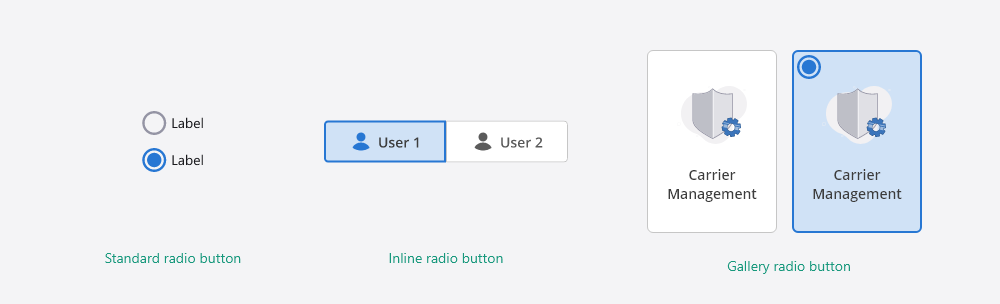 Label
Label
Standard radio button
User 1
User 2
Inline radio button
Carrier
Management
Carrier
Management
Gallery radio button